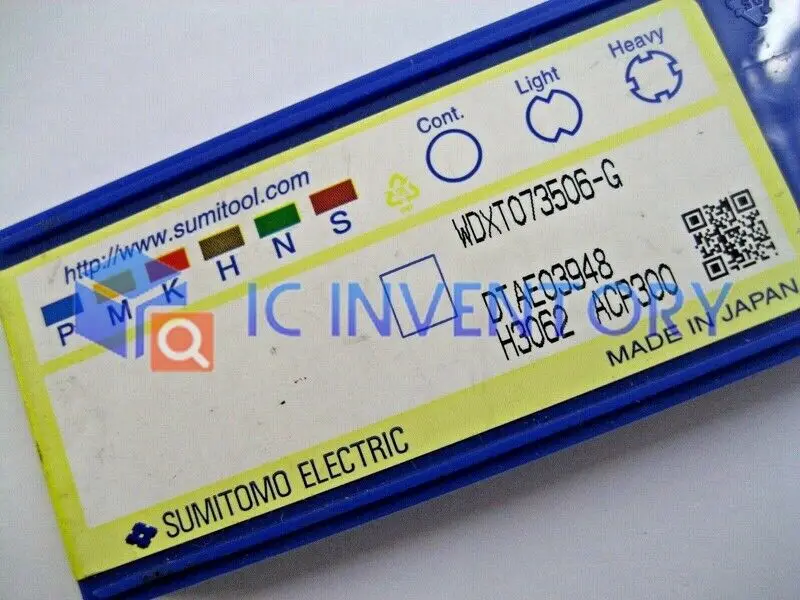 Cont.
Light
Heavy
http://www.sumitool.com
P M K H N S
WDXT073506-G
DTAE03948
H3062 ACP300
MADE IN JAPAN
IC INVENTORY
SUMITOMO ELECTRIC